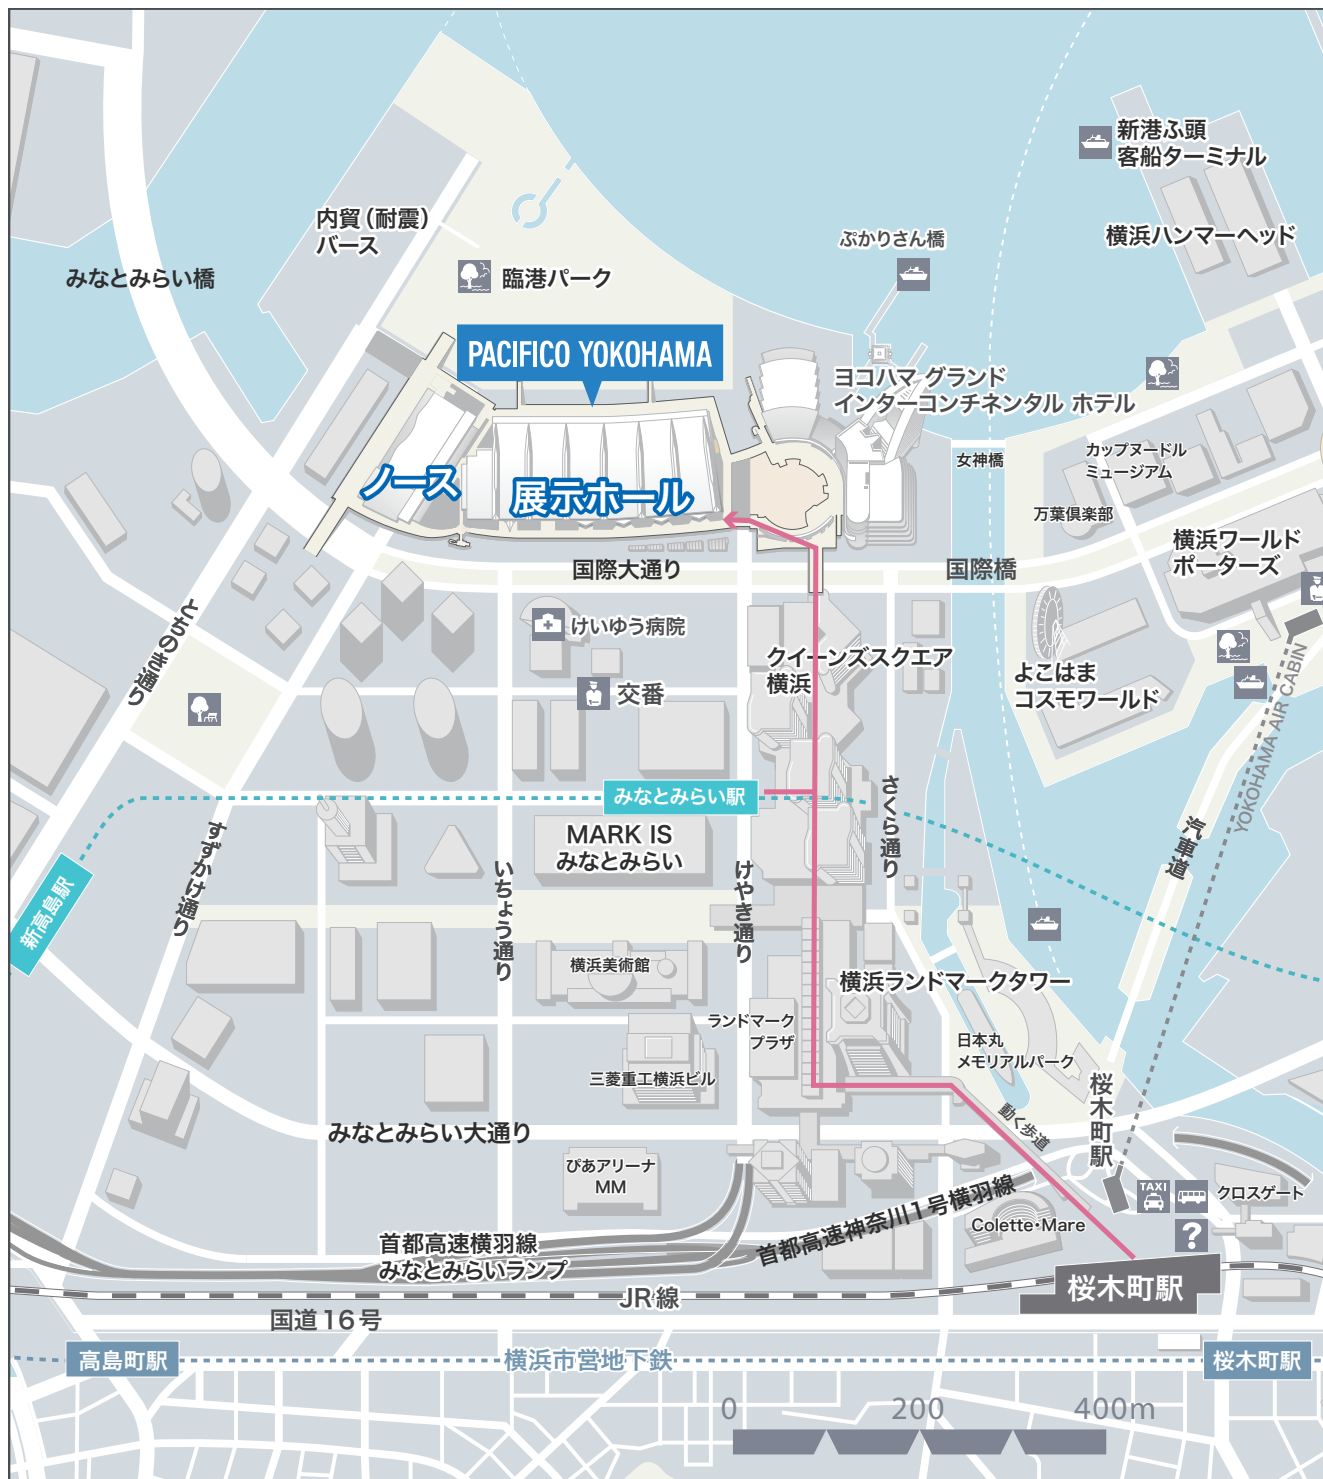 新港ふ頭
客船ターミナル
内貿(耐震)
バース
横浜ハンマーヘッド
ぷかりさん橋
みなとみらい橋
臨港パーク
PACIFICO YOKOHAMA
ヨコハマ グランド
インターコンチネンタル ホテル
ノース
展示ホール
女神橋
カップヌードル
ミュージアム
万葉倶楽部
横浜ワールド
ポーターズ
国際大通り
国際橋
とちのき通り
けいゆう病院
クイーンズスクエア
横浜
よこはま
コスモワールド
交番
YOKOHAMA AIR CABIN
みなとみらい駅
さくら通り
汽車道
すずかけ通り
MARK IS
みなとみらい
いちょう通り
けやき通り
新高島駅
横浜美術館
横浜ランドマークタワー
ランドマーク
プラザ
日本丸
メモリアルパーク
三菱重工横浜ビル
桜木町駅
動く歩道
みなとみらい大通り
ぴあアリーナ
MM
TAXI
?
クロスゲート
Colette・Mare
首都高速神奈川1号横羽線
首都高速横羽線
みなとみらいランプ
桜木町駅
JR線
国道16号
高島町駅
横浜市営地下鉄
桜木町駅
0 200 400m